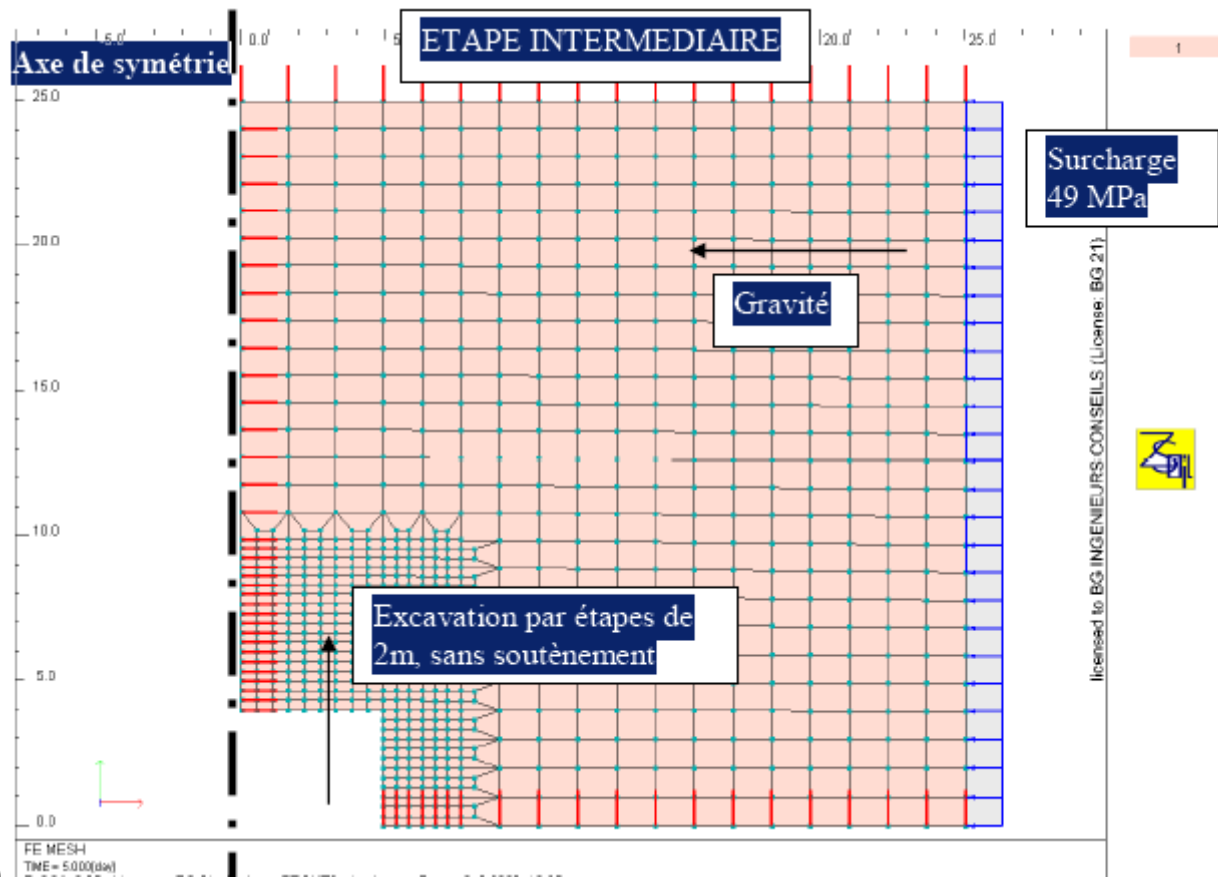 -5.0 0.0 5 20.0 25.0
ETAPE INTERMEDIAIRE
1
Axe de symétrie
25.0
Surcharge
49 MPa
20.0
Gravité
15.0
10.0
Excavation par étapes de
2m, sans soutènement
5.0
0.0
licensed to BG INGENIEURS CONSEILS (License: BG 21)
FE MESH
TIME = 5.000[day]